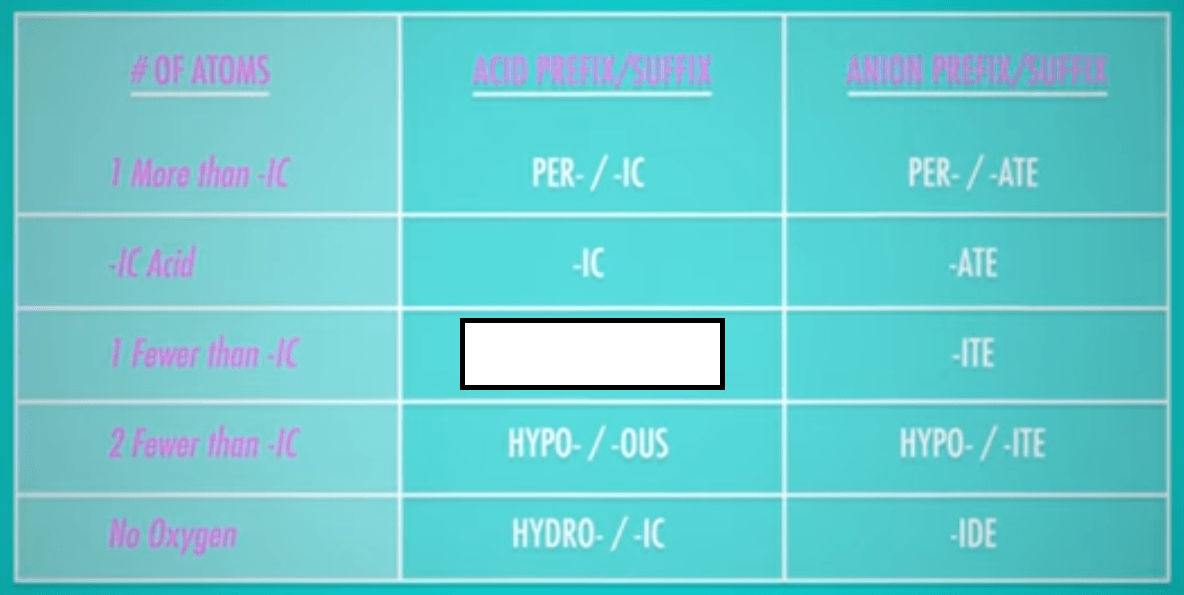 # OF ATOMS ACID PREFIX/SUFFIX ANION PREFIX/SUFFIX
1 More than -IC PER- / -IC PER- / -ATE
-IC Acid -IC -ATE
1 Fewer than -IC -ITE
2 Fewer than -IC HYPO- / -OUS HYPO- / -ITE
No Oxygen HYDRO- / -IC -IDE